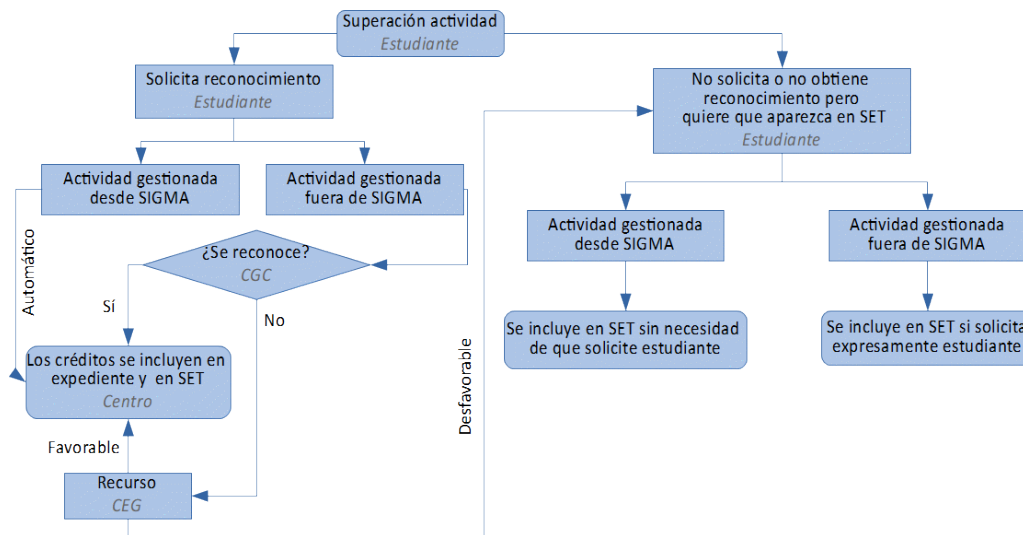 Superación actividad
Estudiante
Solicita reconocimiento
Estudiante
No solicita o no obtiene
reconocimiento pero
quiere que aparezca en SET
Estudiante
Actividad gestionada
desde SIGMA
Actividad gestionada
fuera de SIGMA
Actividad gestionada
desde SIGMA
Actividad gestionada
fuera de SIGMA
¿Se reconoce?
CGC
Automático
Sí
No
Se incluye en SET sin necesidad
de que solicite estudiante
Se incluye en SET si solicita
expresamente estudiante
Los créditos se incluyen en
expediente y en SET
Centro
Desfavorable
Favorable
Recurso
CEG